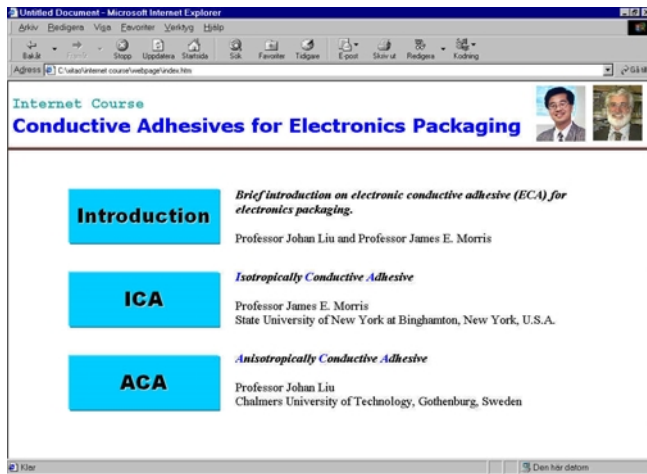 Untitled Document - Microsoft Internet Explorer
Arkiv Redigera Visa Favoriter Verktyg Hjälp
Bakåt Framåt Stopp Uppdatera Startsida Sök Favoriter Tidigare E-post Skriv ut Redigera Kodning
Adress C:\witao\internet course\webpage\index.htm Gå till
Internet Course
Conductive Adhesives for Electronics Packaging
Introduction
Brief introduction on electronic conductive adhesive (ECA) for
electronics packaging.
Professor Johan Liu and Professor James E. Morris
ICA
Isotropically Conductive Adhesive
Professor James E. Morris
State University of New York at Binghamton, New York, U.S.A.
ACA
Anisotropically Conductive Adhesive
Professor Johan Liu
Chalmers University of Technology, Gothenburg, Sweden
Klar Den här datorn